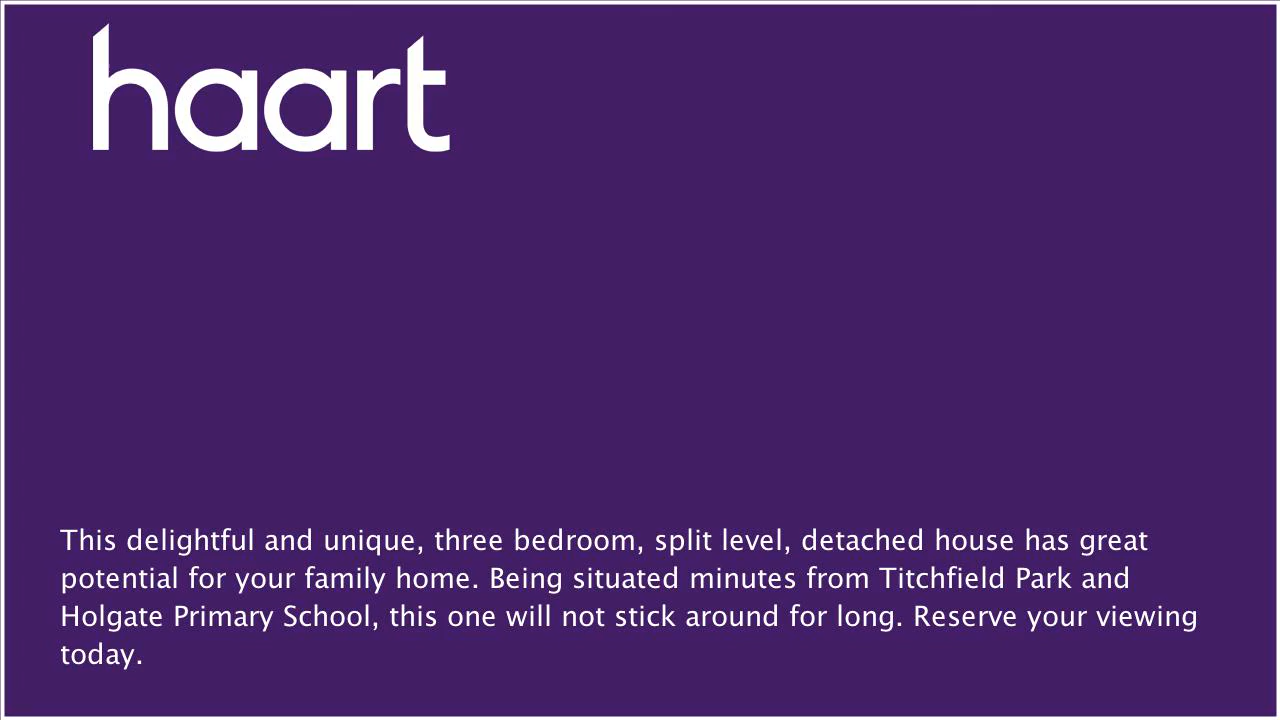 haart
This delightful and unique, three bedroom, split level, detached house has great
potential for your family home. Being situated minutes from Titchfield Park and
Holgate Primary School, this one will not stick around for long. Reserve your viewing
today.